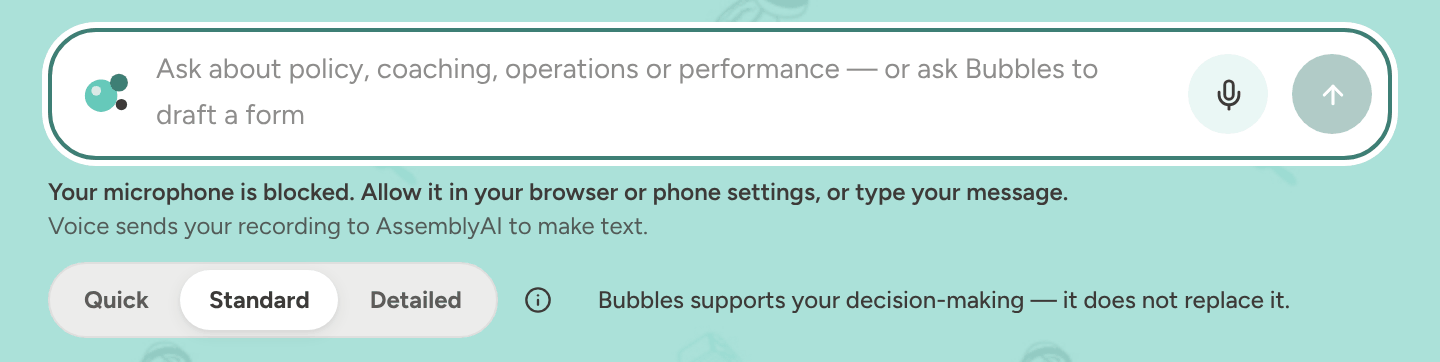 Ask about policy, coaching, operations or performance — or ask Bubbles to
draft a form
Your microphone is blocked. Allow it in your browser or phone settings, or type your message.
Voice sends your recording to AssemblyAI to make text.
Quick Standard Detailed Bubbles supports your decision-making — it does not replace it.